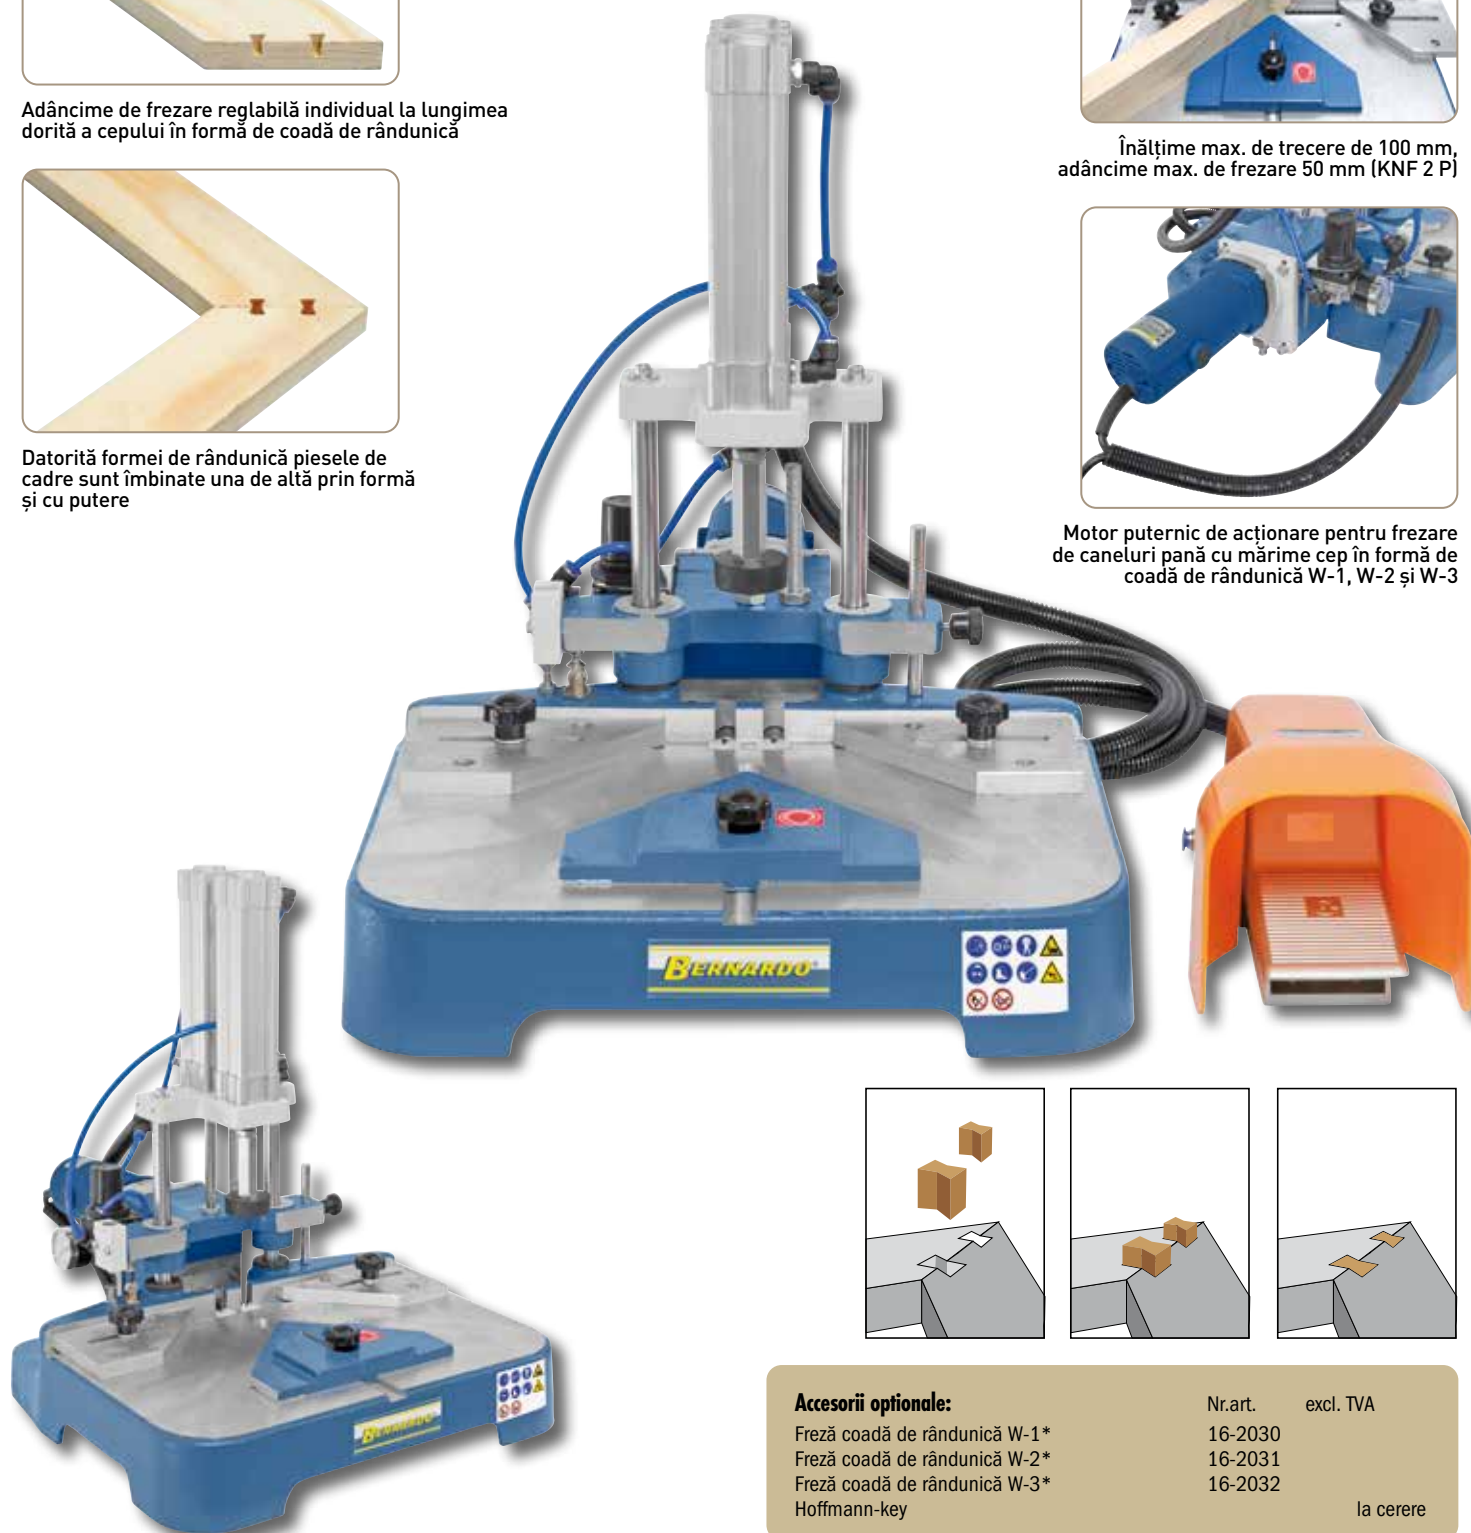 Adâncime de frezare reglabilă individual la lungimea
dorită a cepului în formă de coadă de rândunică
Înălțime max. de trecere de 100 mm,
adâncime max. de frezare 50 mm (KNF 2 P)
Datorită formei de rândunică piesele de
cadre sunt îmbinate una de altă prin formă
și cu putere
Motor puternic de acționare pentru frezare
de caneluri pană cu mărime cep în formă de
coadă de rândunică W-1, W-2 și W-3
BERNARDO
BERNARDO
Accesorii optionale: Nr.art. excl. TVA
Freză coadă de rândunică W-1* 16-2030
Freză coadă de rândunică W-2* 16-2031
Freză coadă de rândunică W-3* 16-2032
Hoffmann-key la cerere